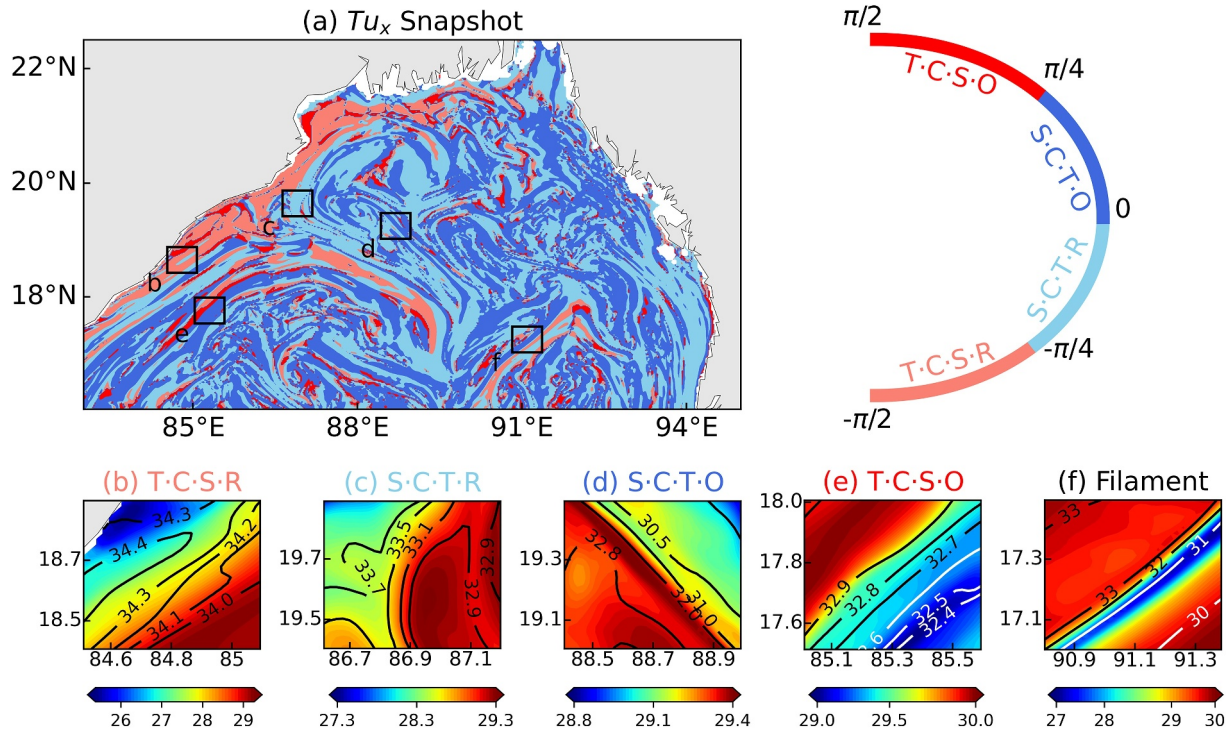 (a) Tuₓ Snapshot
22°N
20°N
18°N
85°E
88°E
91°E
94°E
b
c
d
e
f
π/2
T·C·S·O
π/4
S·C·T·O
0
S·C·T·R
-π/4
T·C·S·R
-π/2
(b) T·C·S·R
18.7
18.5
34.3
34.4
34.2
34.3
34.1
34.0
84.6 84.8 85
26 27 28 29
(c) S·C·T·R
19.7
19.5
33.5
33.1
33.7
32.9
32.9
86.7 86.9 87.1
27.3 28.3 29.3
(d) S·C·T·O
19.3
19.1
30.5
32.8
31.0
32.0
88.5 88.7 88.9
28.8 29.1 29.4
(e) T·C·S·O
18.0
17.8
17.6
32.7
32.9
32.8
32.5
32.4
.6
85.1 85.3 85.5
29.0 29.5 30.0
(f) Filament
17.3
17.1
33
31
32
33
30
90.9 91.1 91.3
27 28 29 30